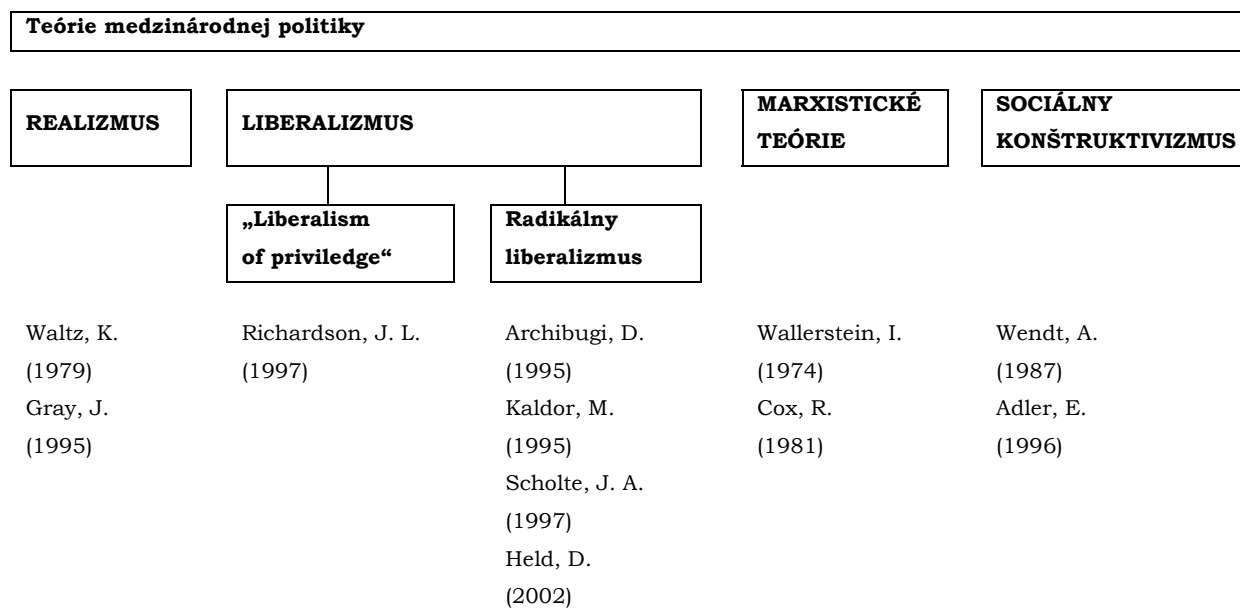 Teórie medzinárodnej politiky
REALIZMUS
LIBERALIZMUS
MARXISTICKÉ
TEÓRIE
SOCIÁLNY
KONŠTRUKTIVIZMUS
„Liberalism
of priviledge“
Radikálny
liberalizmus
Waltz, K.
(1979)
Gray, J.
(1995)
Richardson, J. L.
(1997)
Archibugi, D.
(1995)
Kaldor, M.
(1995)
Scholte, J. A.
(1997)
Held, D.
(2002)
Wallerstein, I.
(1974)
Cox, R.
(1981)
Wendt, A.
(1987)
Adler, E.
(1996)